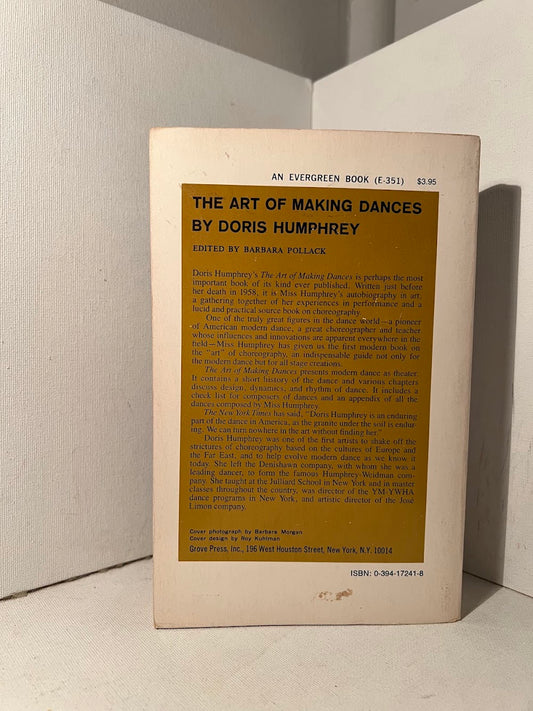 AN EVERGREEN BOOK (E-351) $3.95
THE ART OF MAKING DANCES
BY DORIS HUMPHREY
EDITED BY BARBARA POLLACK
Doris Humphrey's The Art of Making Dances is perhaps the most
important book of its kind ever published. Written just before
her death in 1958, it is Miss Humphrey's autobiography in art,
a gathering together of her experiences in performance and a
lucid and practical source book on choreography.
One of the truly great figures in the dance world—a pioneer
of American modern dance, a great choreographer and teacher
whose influences and innovations are apparent everywhere in the
field—Miss Humphrey has given us the first modern book on
the "art" of choreography, an indispensable guide not only for
the modern dance but for all stage creations.
The Art of Making Dances presents modern dance as theater.
It contains a short history of the dance and various chapters
discuss design, dynamics, and rhythm of dance. It includes a
check list for composers of dances and an appendix of all the
dances composed by Miss Humphrey.
The New York Times has said, "Doris Humphrey is an enduring
part of the dance in America, as the granite under the soil is endur-
ing. We can turn nowhere in the art without finding her."
Doris Humphrey was one of the first artists to shake off the
strictures of choreography based on the cultures of Europe and
the Far East, and to help evolve modern dance as we know it
today. She left the Denishawn company, with whom she was a
leading dancer, to form the famous Humphrey-Weidman com-
pany. She taught at the Julliard School in New York and in master
classes throughout the country, was director of the YM-YWHA
dance programs in New York, and artistic director of the José
Limon company.
Cover photograph by Barbara Morgan
Cover design by Roy Kuhlman
Grove Press, Inc., 196 West Houston Street, New York, N.Y. 10014
ISBN: 0-394-17241-8